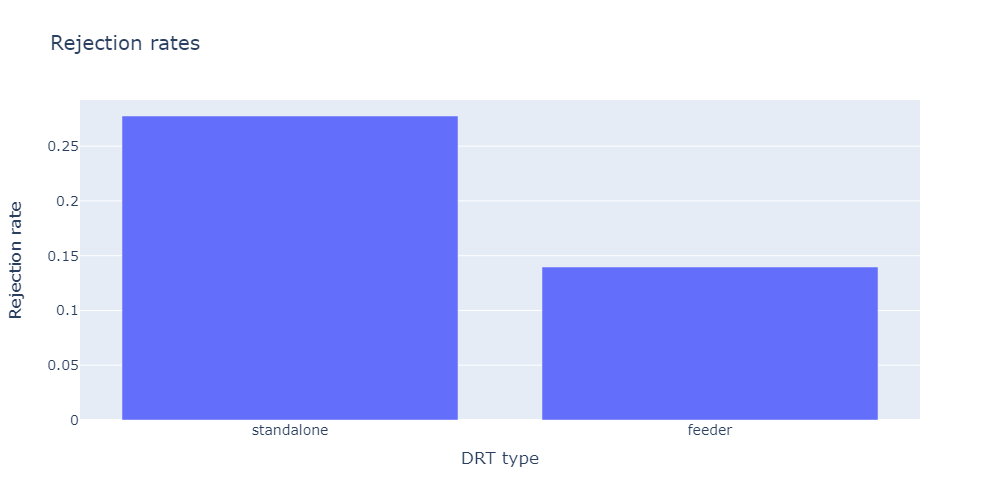 Rejection rates
Rejection rate
0.25
0.2
0.15
0.1
0.05
0
standalone
feeder
DRT type